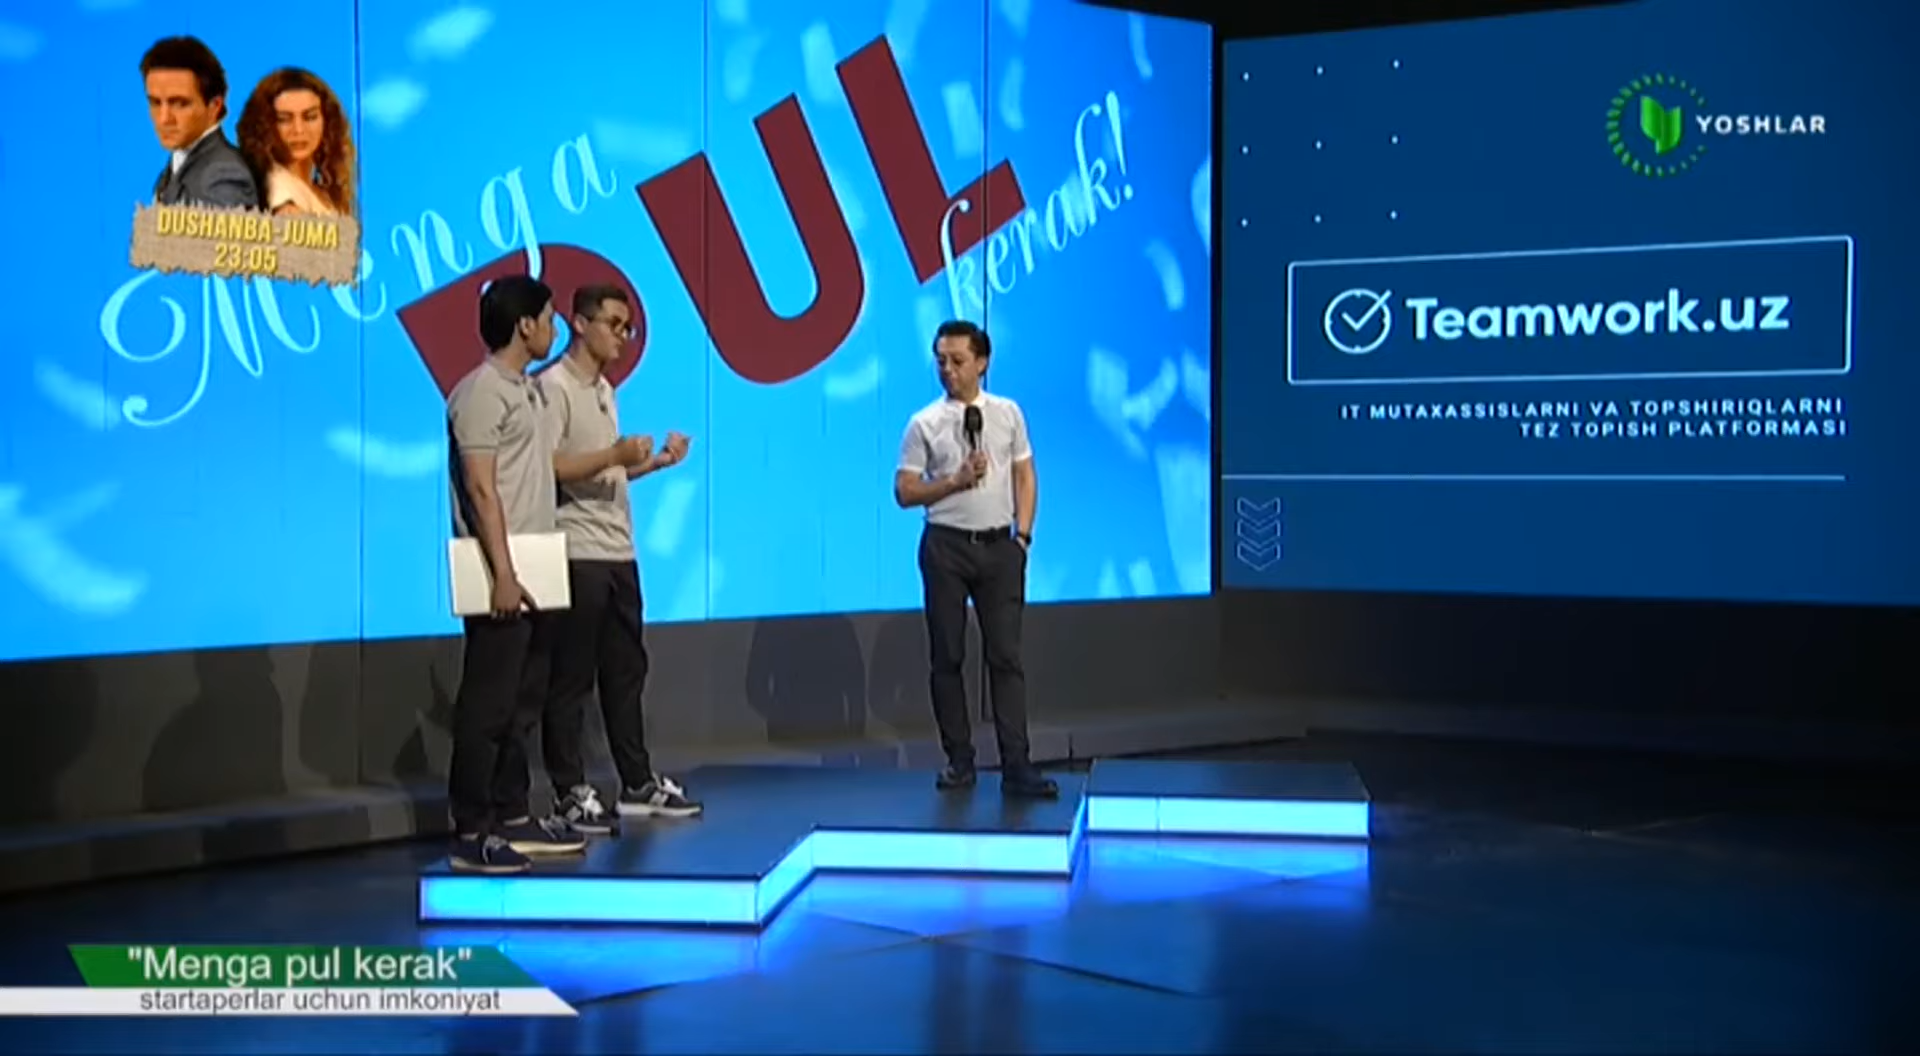 DUSHANBA-JUMA
23:05
Menga
PUL
kerak!
YOSHLAR
Teamwork.uz
IT MUTAXASSISLARNI VA TOPSHIRIQLARNI
TEZ TOPISH PLATFORMASI
"Menga pul kerak"
startaperlar uchun imkoniyat